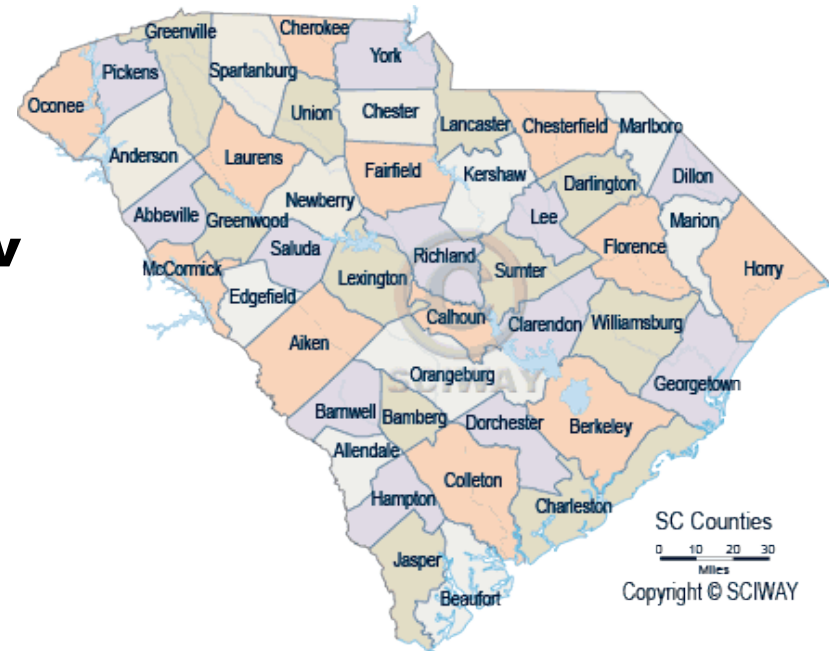 Greenville
Cherokee
York
Pickens
Spartanburg
Oconee
Union
Chester
Lancaster
Chesterfield
Marlboro
Anderson
Laurens
Fairfield
Kershaw
Darlington
Dillon
Abbeville
Greenwood
Newberry
Lee
Marion
Saluda
Richland
Florence
v
McCormick
Edgefield
Lexington
Sumter
Horry
Aiken
Calhoun
Clarendon
Williamsburg
©
SCIWAY
Orangeburg
Georgetown
Barnwell
Bamberg
Dorchester
Berkeley
Allendale
Colleton
Hampton
Charleston
Jasper
Beaufort
SC Counties
0 10 20 30
Miles
Copyright © SCIWAY